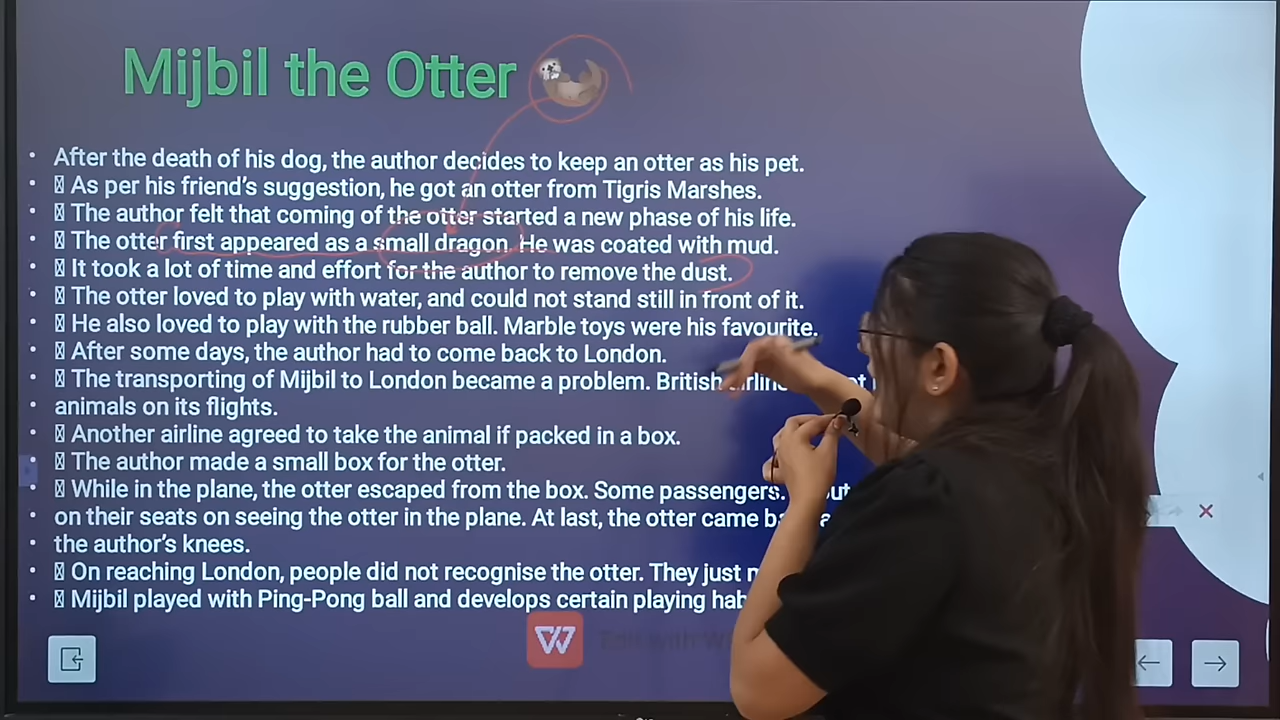 Mijbil the Otter
After the death of his dog, the author decides to keep an otter as his pet.
As per his friend's suggestion, he got an otter from Tigris Marshes.
The author felt that coming of the otter started a new phase of his life.
The otter first appeared as a small dragon. He was coated with mud.
It took a lot of time and effort for the author to remove the dust.
The otter loved to play with water, and could not stand still in front of it.
He also loved to play with the rubber ball. Marble toys were his favourite.
After some days, the author had to come back to London.
The transporting of Mijbil to London became a problem. British
animals on its flights.
Another airline agreed to take the animal if packed in a box.
The author made a small box for the otter.
While in the plane, the otter escaped from the box. Some passengers.
on their seats on seeing the otter in the plane. At last, the otter came
the author's knees.
On reaching London, people did not recognise the otter. They just
Mijbil played with Ping-Pong ball and develops certain playing
Edit with